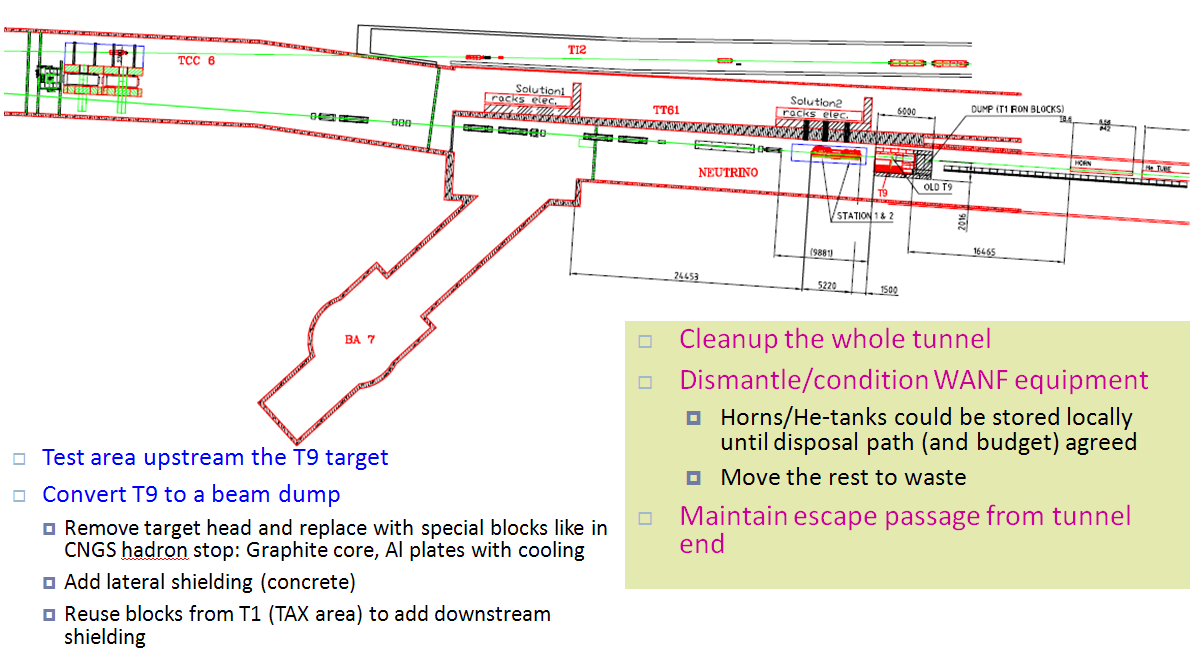 TCC 6
TI2
Solution1
racks elec.
TT61
Solution2
racks elec.
6000
DUMP (T1 IRON BLOCKS)
18.6
HORN
He TUBE
NEUTRINO
T9
OLD T9
STATION 1 & 2
2016
(9881)
16465
24453
5220
1500
BA 7
Test area upstream the T9 target
Convert T9 to a beam dump
Remove target head and replace with special blocks like in
CNGS hadron stop: Graphite core, Al plates with cooling
Add lateral shielding (concrete)
Reuse blocks from T1 (TAX area) to add downstream
shielding
Cleanup the whole tunnel
Dismantle/condition WANF equipment
Horns/He-tanks could be stored locally
until disposal path (and budget) agreed
Move the rest to waste
Maintain escape passage from tunnel
end